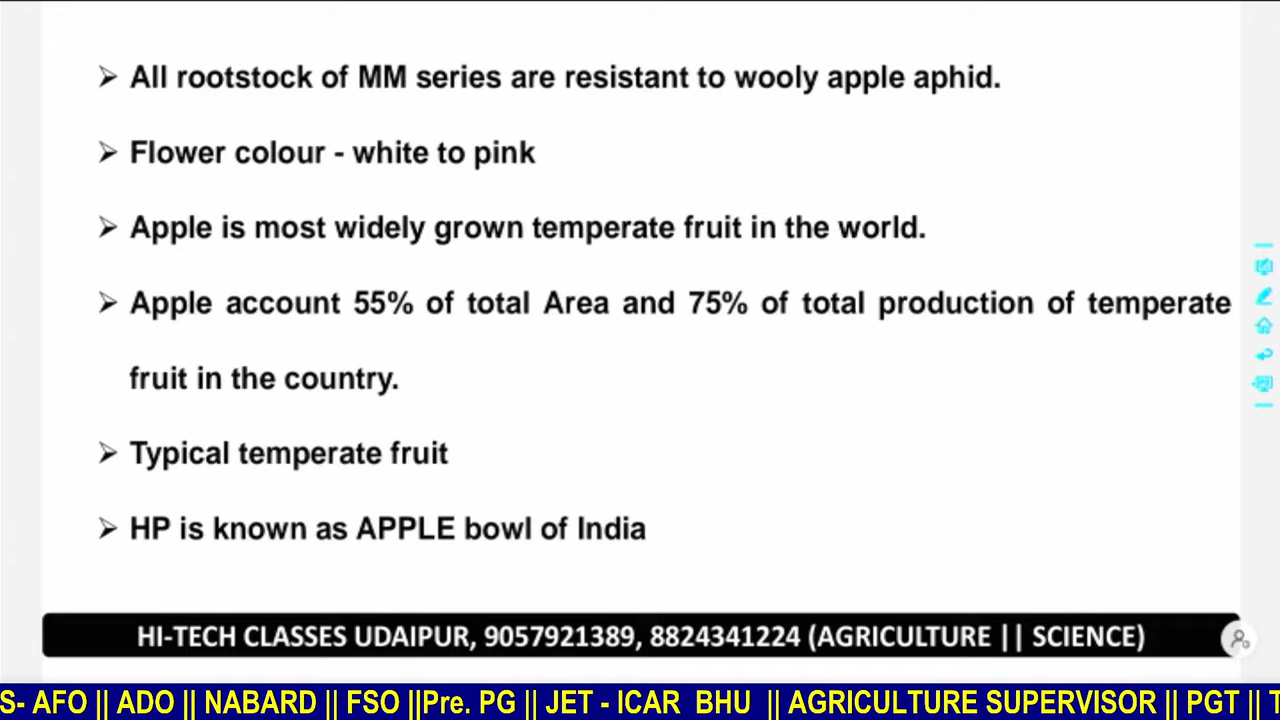 ➢ All rootstock of MM series are resistant to wooly apple aphid.
➢ Flower colour - white to pink
➢ Apple is most widely grown temperate fruit in the world.
➢ Apple account 55% of total Area and 75% of total production of temperate
fruit in the country.
➢ Typical temperate fruit
➢ HP is known as APPLE bowl of India
HI-TECH CLASSES UDAIPUR, 9057921389, 8824341224 (AGRICULTURE || SCIENCE)
S- AFO || ADO || NABARD || FSO ||Pre. PG || JET - ICAR BHU || AGRICULTURE SUPERVISOR || PGT || T